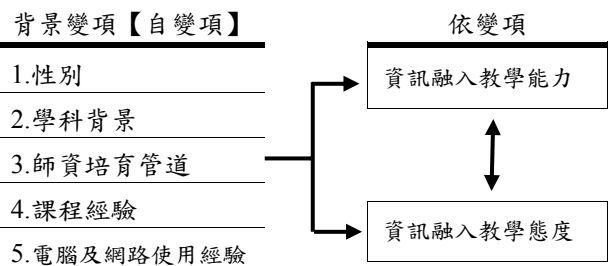 背景變項【自變項】
依變項
1.性別
2.學科背景
3.師資培育管道
4.課程經驗
5.電腦及網路使用經驗
資訊融入教學能力
資訊融入教學態度